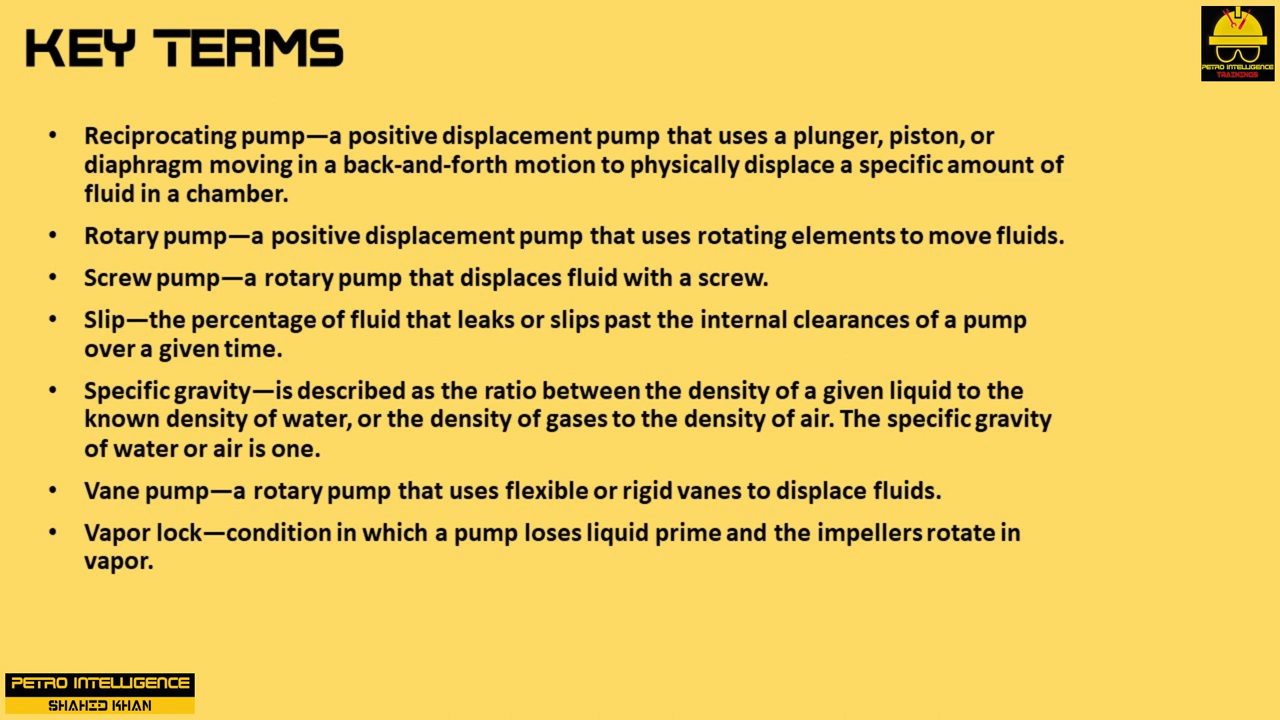 KEY TERMS
PETRO INTELLIGENCE
TRAININGS
• Reciprocating pump—a positive displacement pump that uses a plunger, piston, or
diaphragm moving in a back-and-forth motion to physically displace a specific amount of
fluid in a chamber.
• Rotary pump—a positive displacement pump that uses rotating elements to move fluids.
• Screw pump—a rotary pump that displaces fluid with a screw.
• Slip—the percentage of fluid that leaks or slips past the internal clearances of a pump
over a given time.
• Specific gravity—is described as the ratio between the density of a given liquid to the
known density of water, or the density of gases to the density of air. The specific gravity
of water or air is one.
• Vane pump—a rotary pump that uses flexible or rigid vanes to displace fluids.
• Vapor lock—condition in which a pump loses liquid prime and the impellers rotate in
vapor.
PETRO INTELLIGENCE
SHAHID KHAN